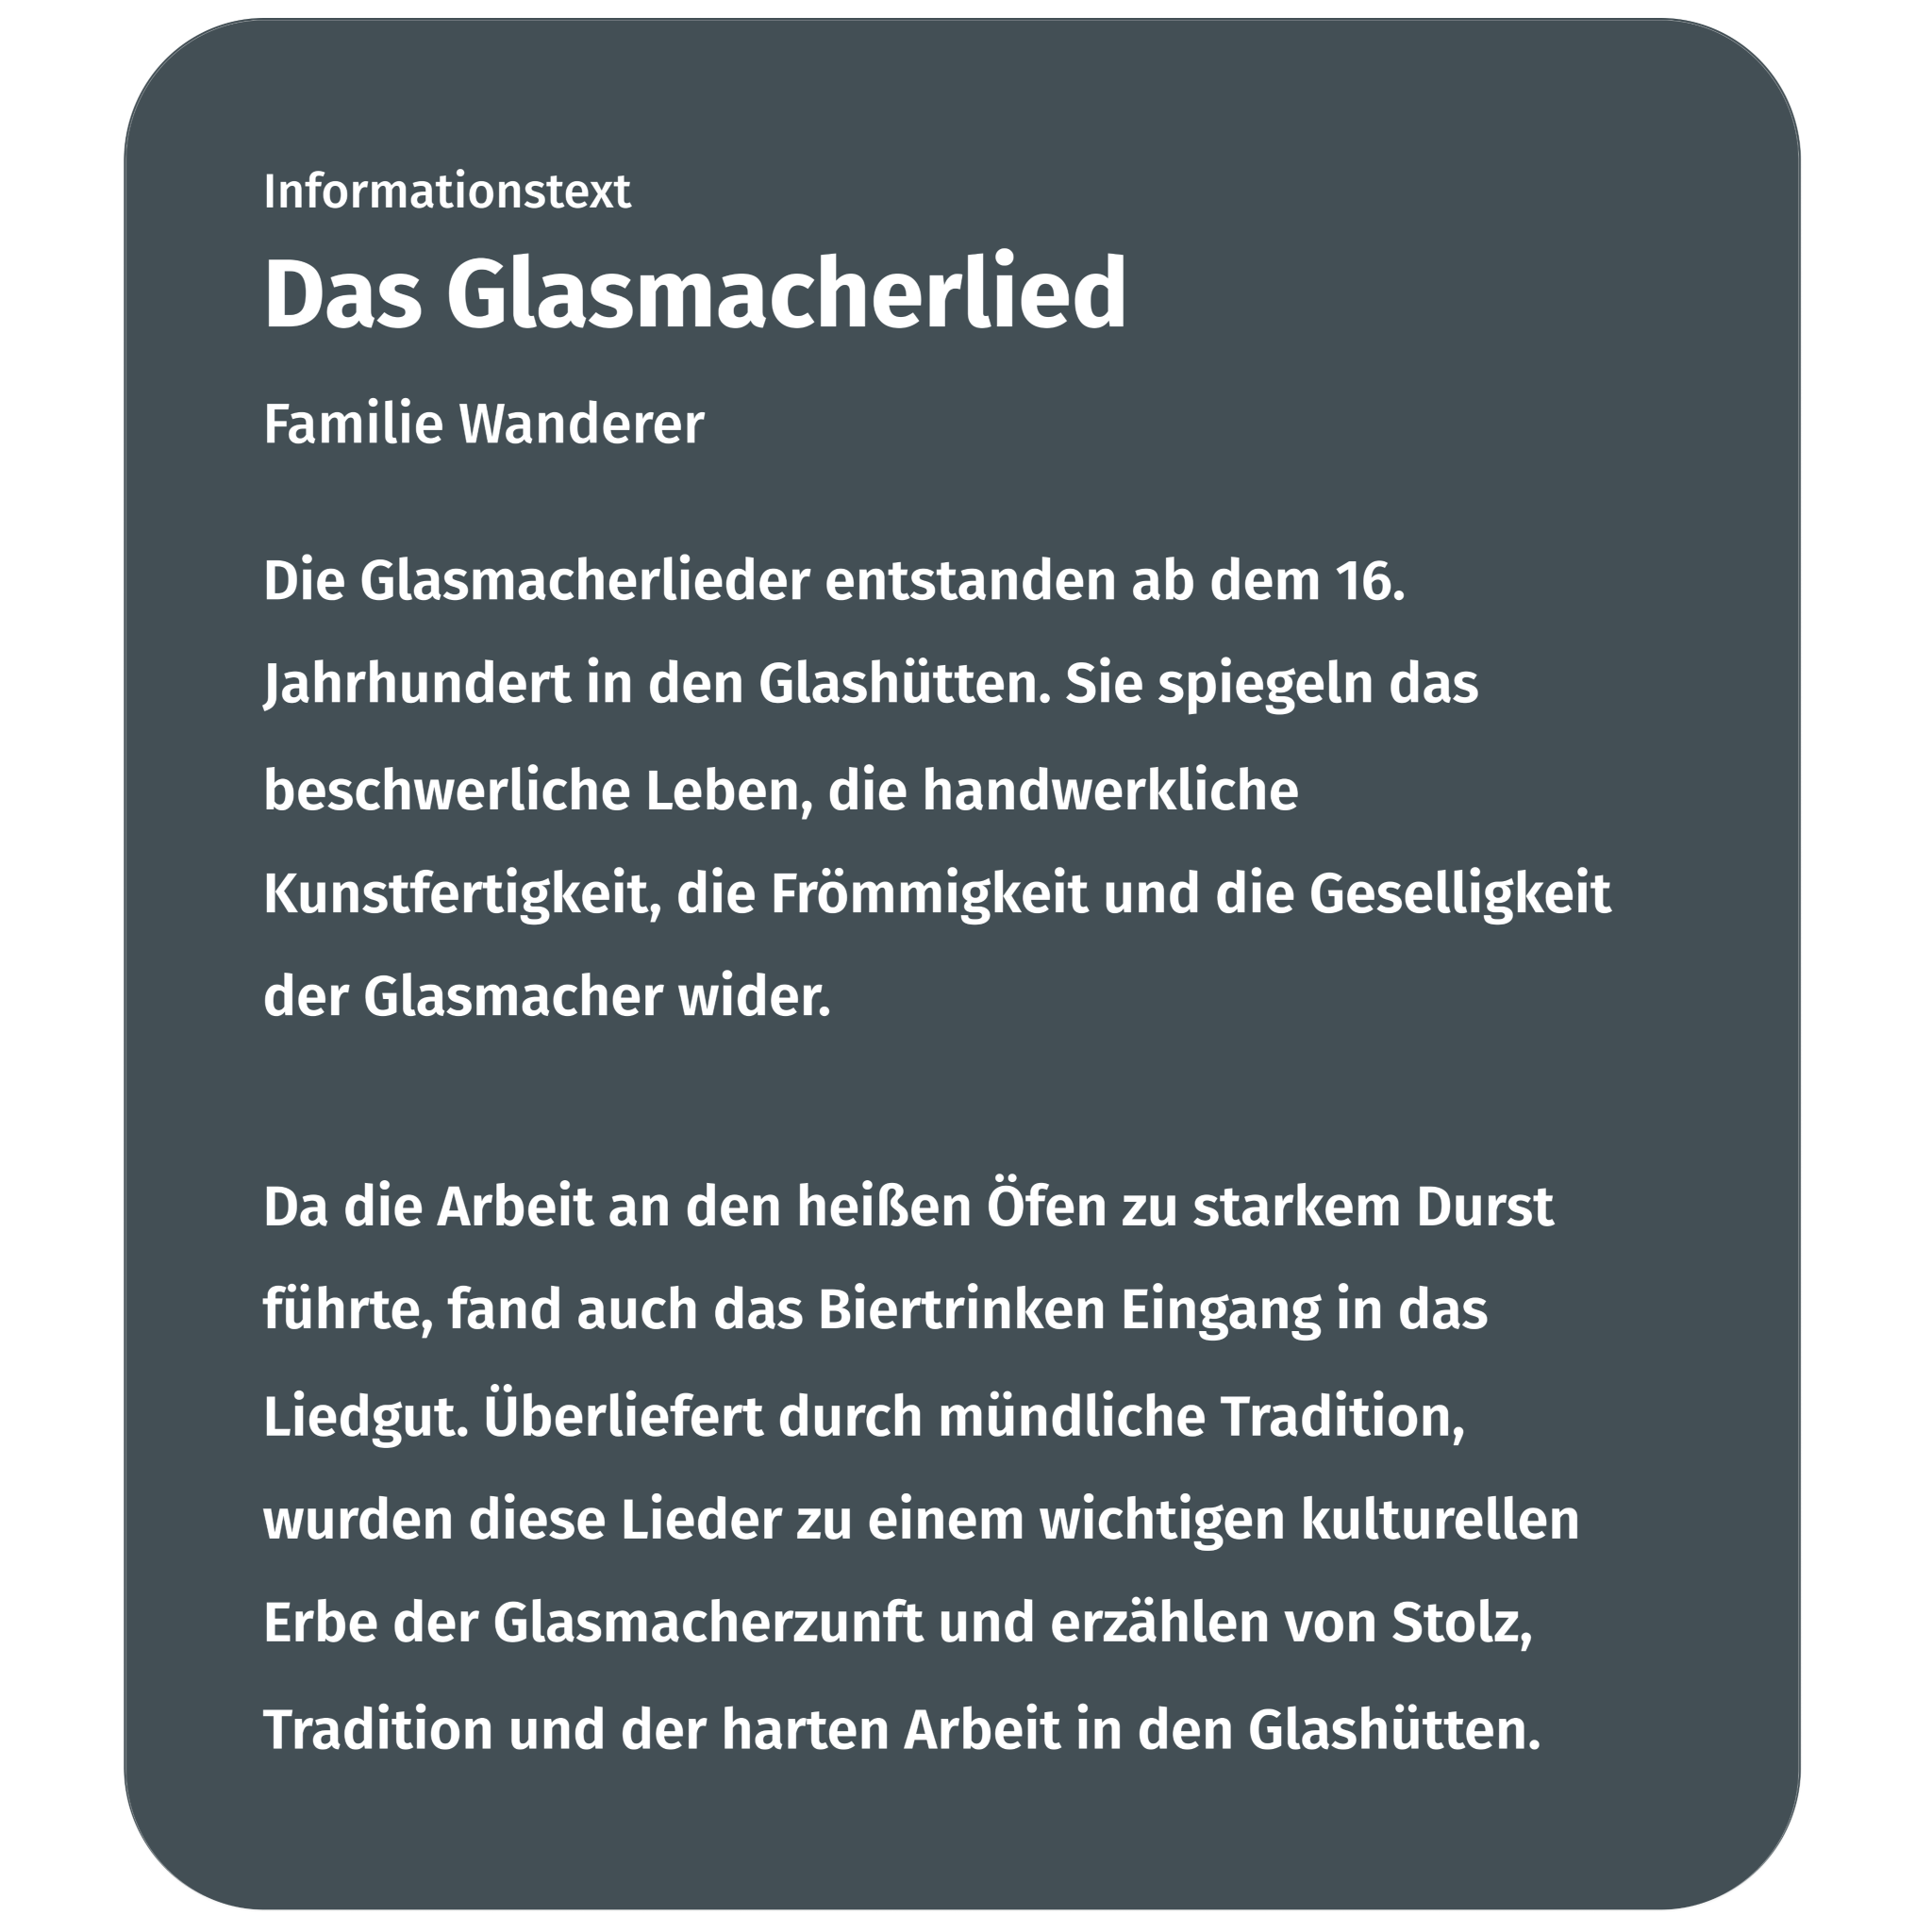 Informationstext
Das Glasmacherlied
Familie Wanderer
Die Glasmacherlieder entstanden ab dem 16.
Jahrhundert in den Glashütten. Sie spiegeln das
beschwerliche Leben, die handwerkliche
Kunstfertigkeit, die Frömmigkeit und die Geselligkeit
der Glasmacher wider.
Da die Arbeit an den heißen Öfen zu starkem Durst
führte, fand auch das Biertrinken Eingang in das
Liedgut. Überliefert durch mündliche Tradition,
wurden diese Lieder zu einem wichtigen kulturellen
Erbe der Glasmacherzunft und erzählen von Stolz,
Tradition und der harten Arbeit in den Glashütten.